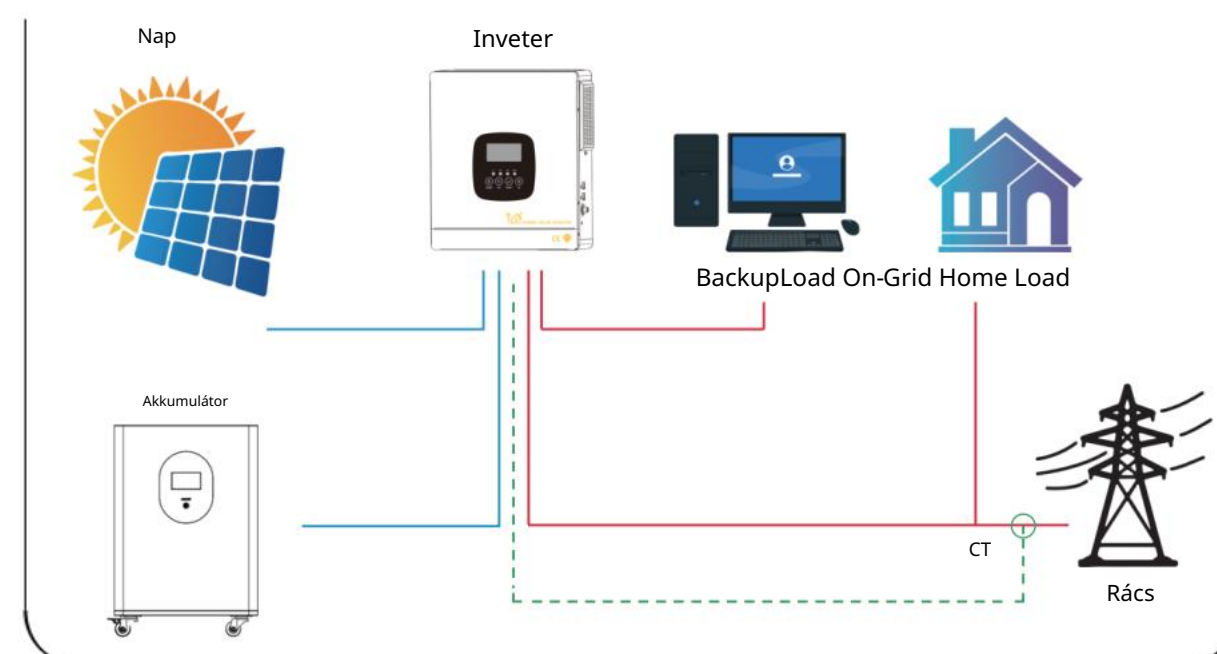 Nap
Inveter
BackupLoad On-Grid Home Load
Akkumulátor
CT
Rács